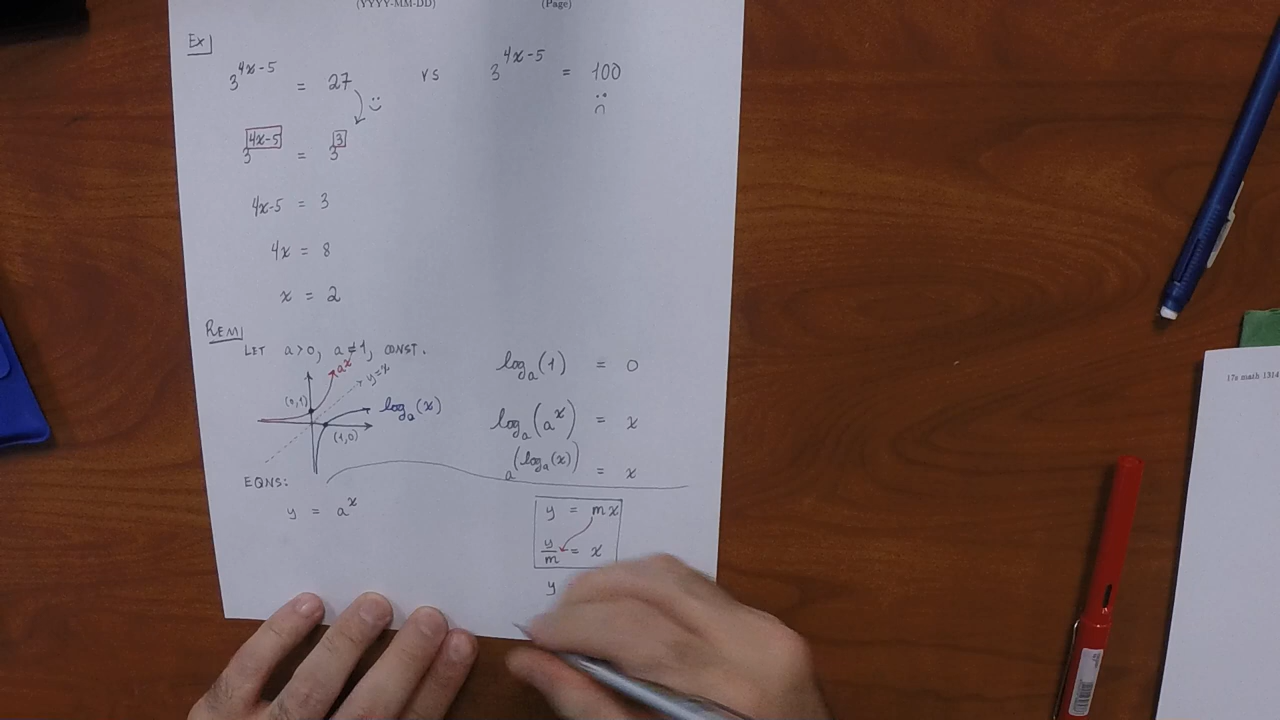 (YYYY-MM-DD) (Page)
Ex
3^{4x-5} = 27 vs 3^{4x-5} = 100
3^{4x-5} = 3^3
4x-5 = 3
4x = 8
x = 2
REM
LET a>0, a≠1, CONST.
a^x
y=x
(0,1)
log_a(x)
(1,0)
log_a(1) = 0
log_a(a^x) = x
a^{(log_a(x))} = x
EQNS:
y = a^x
y = mx
y/m = x
y =
17s math 1314